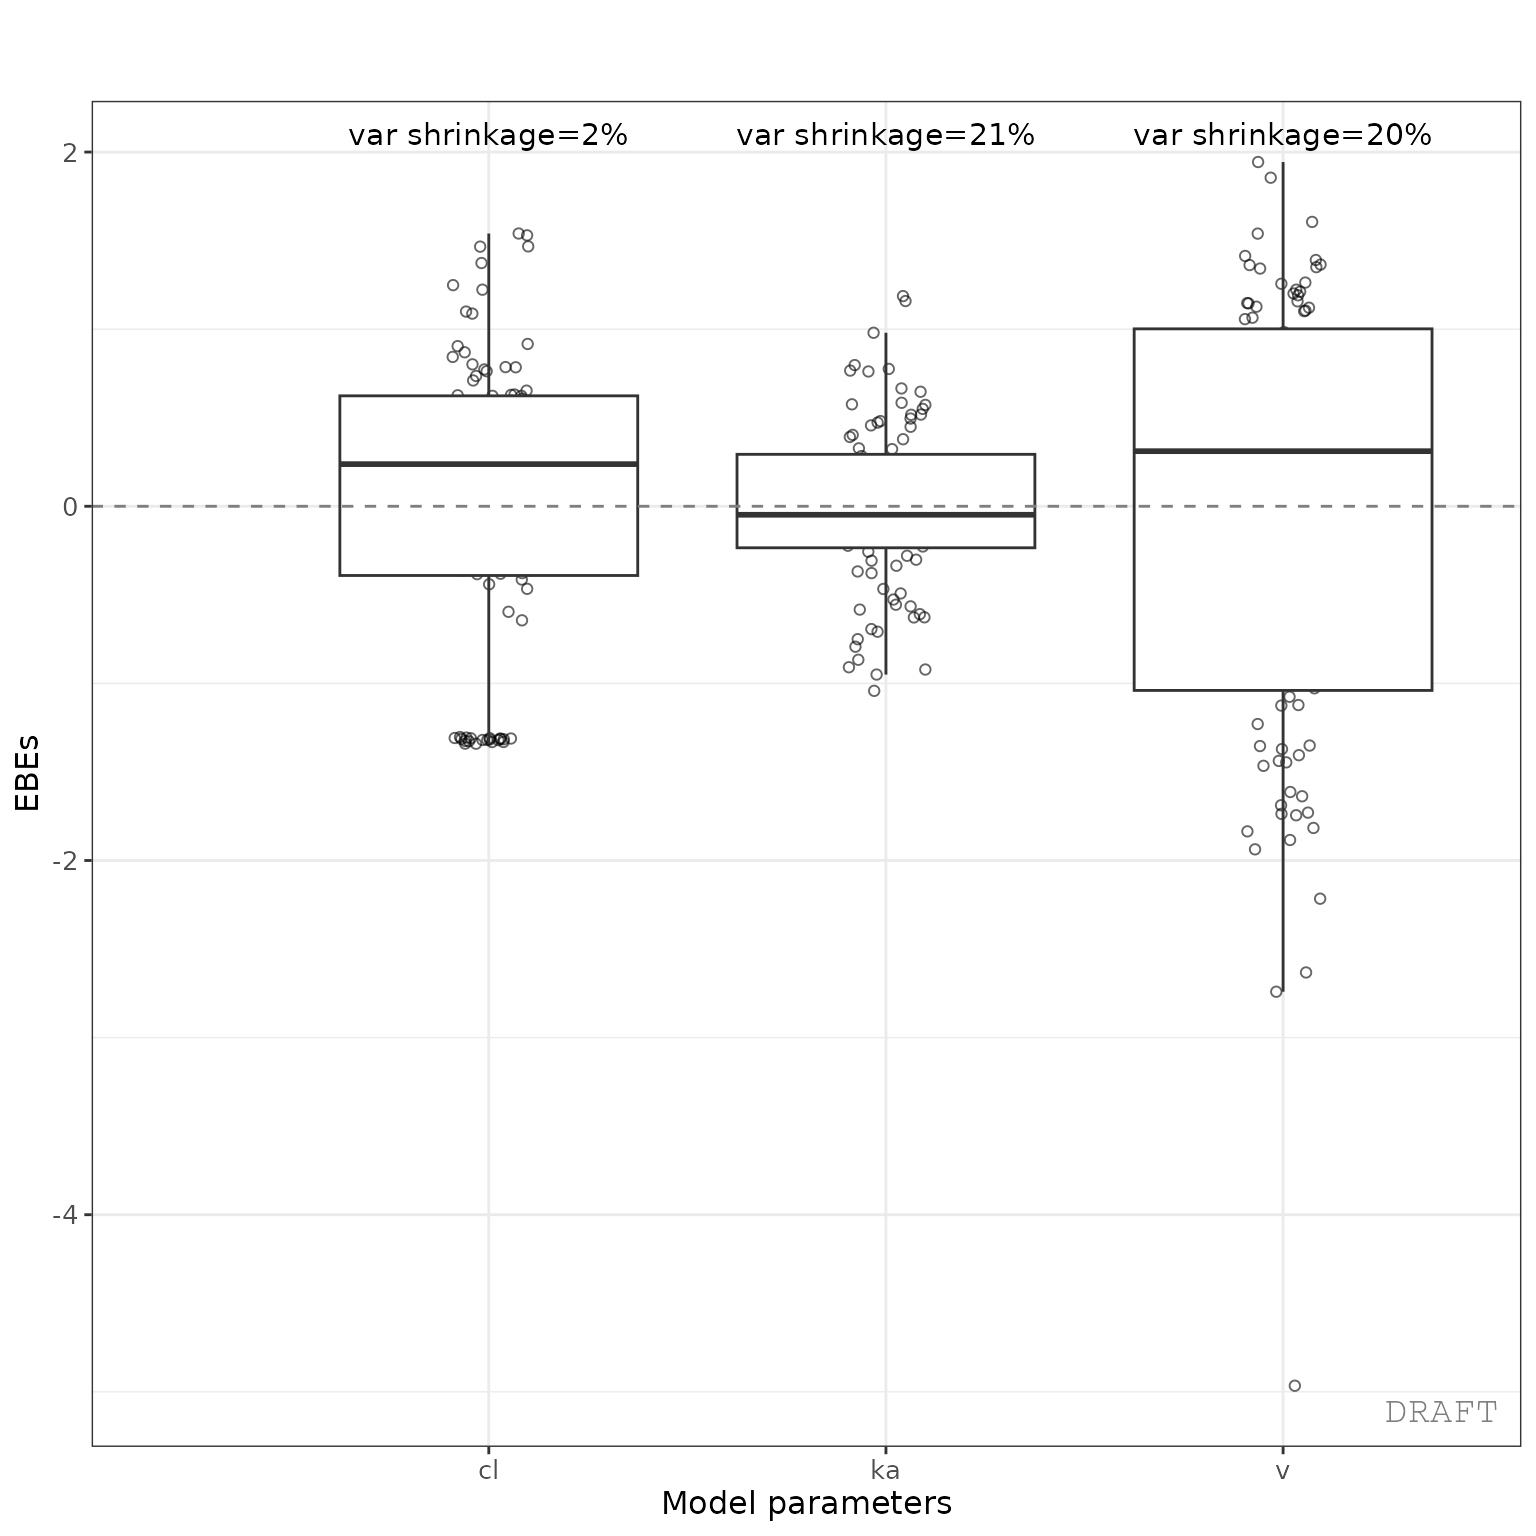 var shrinkage=2% var shrinkage=21% var shrinkage=20%
2
0
-2
-4
EBEs
DRAFT
cl ka v
Model parameters